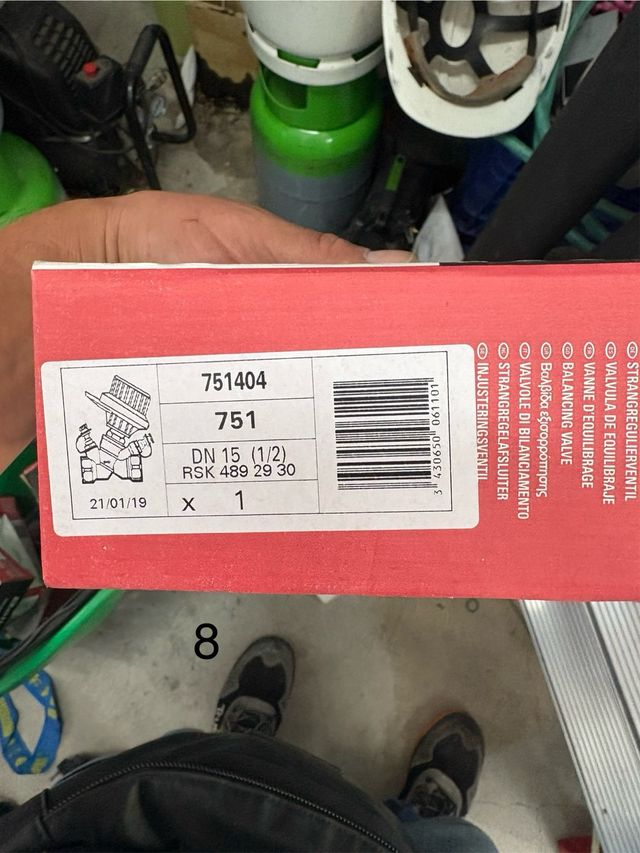 751404
751
DN 15 (1/2)
RSK 489 29 30
21/01/19
x 1
3 430650 061101
STRANGREGULIERVENTIL
VALVULA DE EQUILIBRAJE
VANNE D'EQUILIBRAGE
BALANCING VALVE
Βαλβίδα εξισορρόπησης
VALVOLE DI BILANCIAMENTO
STRANGREGELAFSLUITER
INJUSTERINGSVENTIL
8